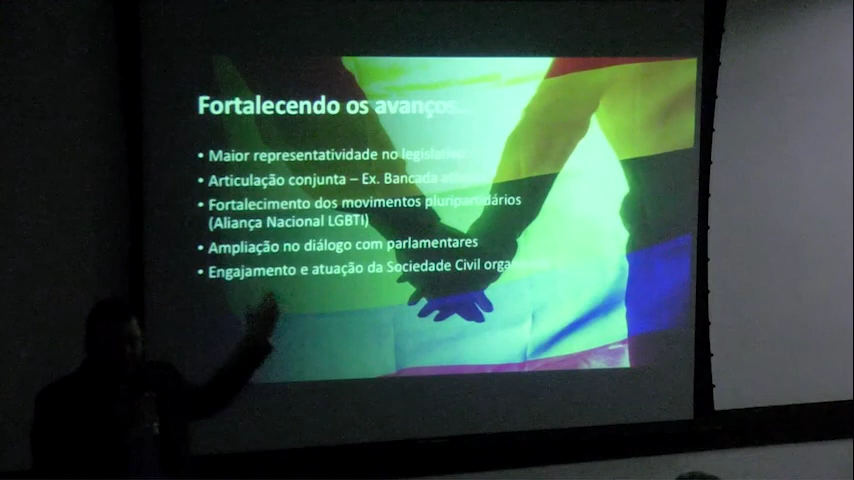 Fortalecendo os avanços...
• Maior representatividade no legislativo
• Articulação conjunta – Ex. Bancada
• Fortalecimento dos movimentos pluripartidários
(Aliança Nacional LGBTI)
• Ampliação no diálogo com parlamentares
• Engajamento e atuação da Sociedade Civil